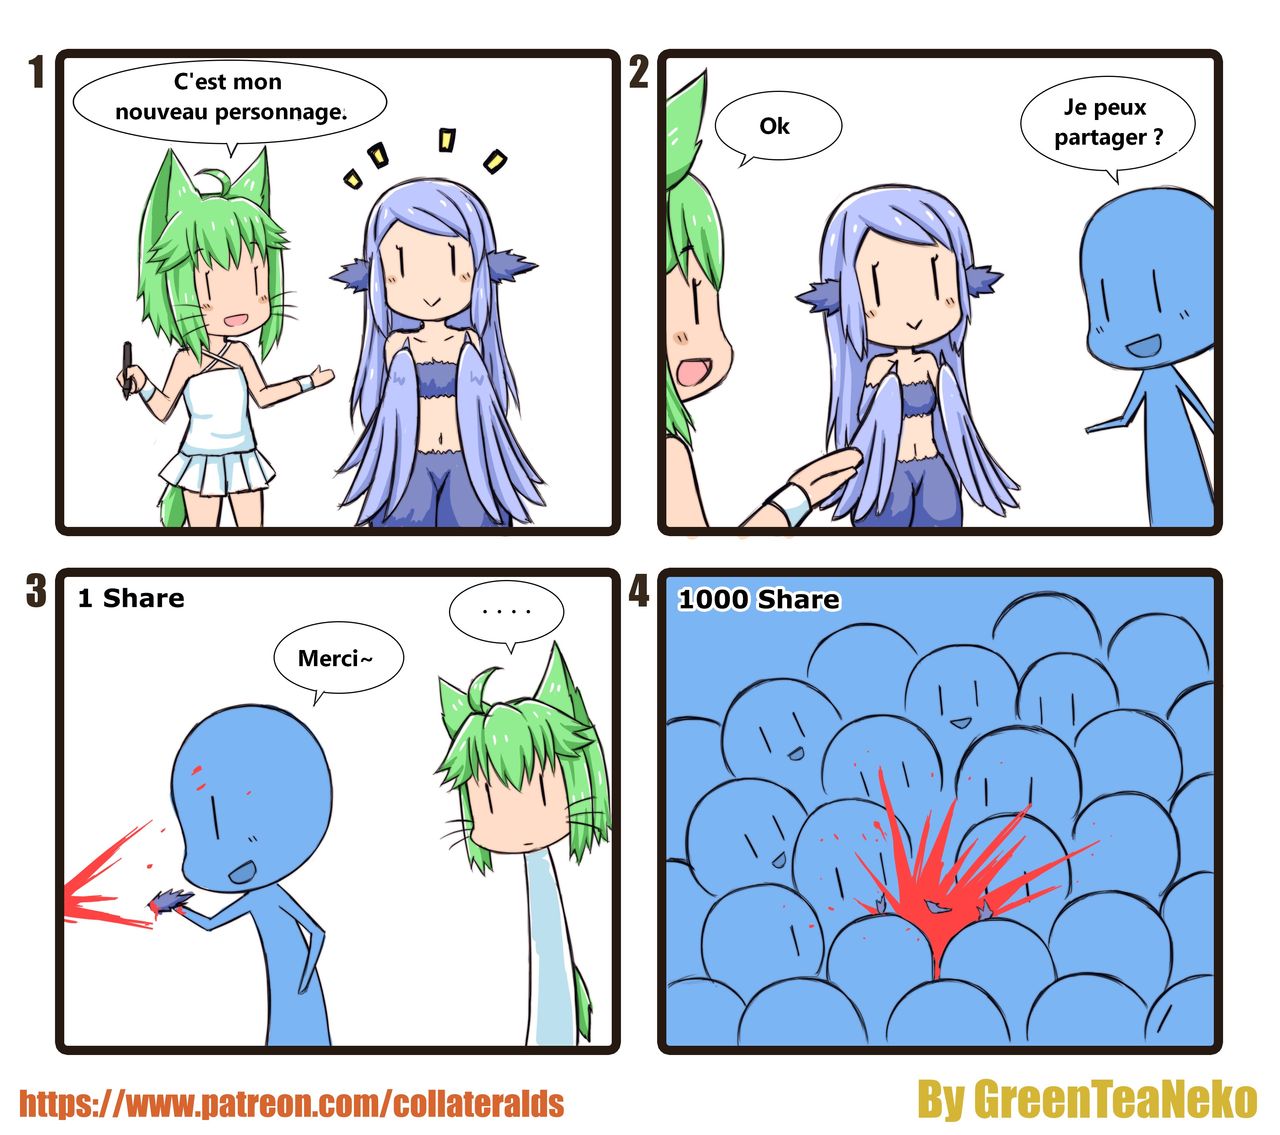 1
C'est mon
nouveau personnage.
2
Ok
Je peux
partager ?
3
1 Share
Merci~
. . . .
4
1000 Share
https://www.patreon.com/collateralds
By GreenTeaNeko